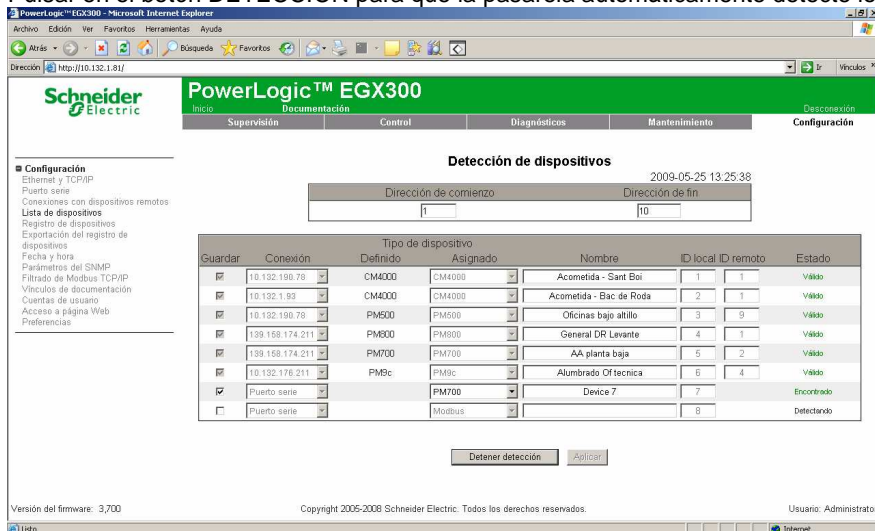 Pulsar en el botón DETECCIÓN para que la pasarela automáticamente detecte
PowerLogic™ EGX300 - Microsoft Internet Explorer
Archivo Edición Ver Favoritos Herramientas Ayuda
Atrás Búsqueda Favoritos
Dirección http://10.132.1.81/ Ir Vínculos
Schneider Electric
PowerLogic™ EGX300
Inicio Documentación Desconexión
Supervisión Control Diagnósticos Mantenimiento Configuración
Configuración
Ethernet y TCP/IP
Puerto serie
Conexiones con dispositivos remotos
Lista de dispositivos
Registro de dispositivos
Exportación del registro de dispositivos
Fecha y hora
Parámetros del SNMP
Filtrado de Modbus TCP/IP
Vínculos de documentación
Cuentas de usuario
Acceso a página Web
Preferencias
Detección de dispositivos
2009-05-25 13:25:38
Dirección de comienzo Dirección de fin
1 10
Tipo de dispositivo
Guardar Conexión Definido Asignado Nombre ID local ID remoto Estado
10.132.190.78 CM4000 CM4000 Acometida - Sant Boi 1 1 Válido
10.132.1.93 CM4000 CM4000 Acometida - Bac de Roda 2 1 Válido
10.132.190.78 PM500 PM500 Oficinas bajo altillo 3 9 Válido
139.158.174.211 PM800 PM800 General DR Levante 4 1 Válido
139.158.174.211 PM700 PM700 AA planta baja 5 2 Válido
10.132.176.211 PM9c PM9c Alumbrado Of tecnica 6 4 Válido
Puerto serie PM700 Device 7 7 Encontrado
Puerto serie Modbus 8 Detectando
Detener detección Aplicar
Versión del firmware: 3,700 Copyright 2005-2008 Schneider Electric. Todos los derechos reservados. Usuario: Administrato
Listo Internet